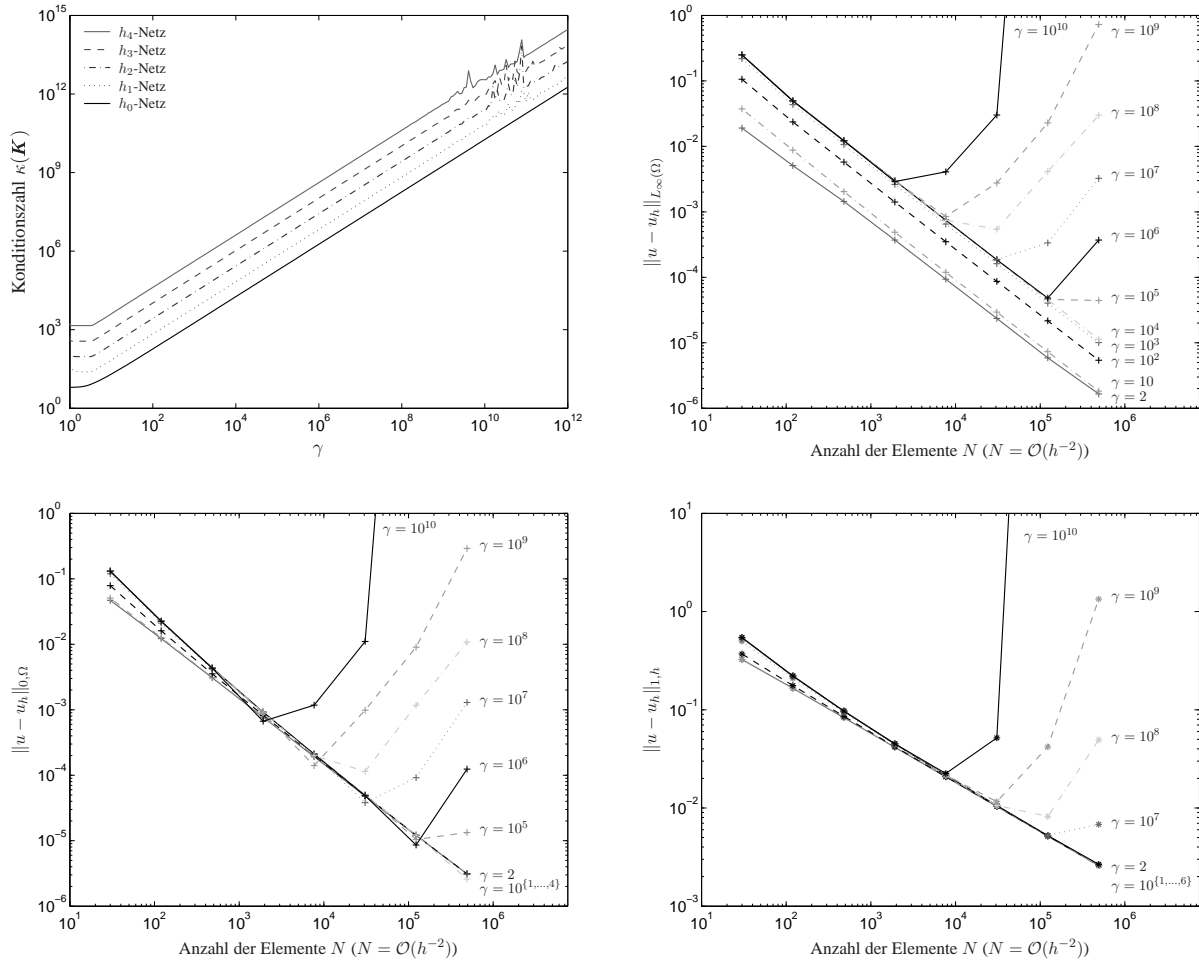 10^15
10^12
10^9
10^6
10^3
10^0
Konditionszahl κ(K)
h_4-Netz
h_3-Netz
h_2-Netz
h_1-Netz
h_0-Netz
10^0 10^2 10^4 10^6 10^8 10^10 10^12
γ
10^0
10^-1
10^-2
10^-3
10^-4
10^-5
10^-6
||u − u_h||_{L_∞(Ω)}
γ = 10^10
γ = 10^9
γ = 10^8
γ = 10^7
γ = 10^6
γ = 10^5
γ = 10^4
γ = 10^3
γ = 10^2
γ = 10
γ = 2
10^1 10^2 10^3 10^4 10^5 10^6
Anzahl der Elemente N (N = O(h^-2))
10^0
10^-1
10^-2
10^-3
10^-4
10^-5
10^-6
||u − u_h||_{0,Ω}
γ = 10^10
γ = 10^9
γ = 10^8
γ = 10^7
γ = 10^6
γ = 10^5
γ = 2
γ = 10^{1,...,4}
10^1 10^2 10^3 10^4 10^5 10^6
Anzahl der Elemente N (N = O(h^-2))
10^1
10^0
10^-1
10^-2
10^-3
||u − u_h||_{1,h}
γ = 10^10
γ = 10^9
γ = 10^8
γ = 10^7
γ = 2
γ = 10^{1,...,6}
10^1 10^2 10^3 10^4 10^5 10^6
Anzahl der Elemente N (N = O(h^-2))